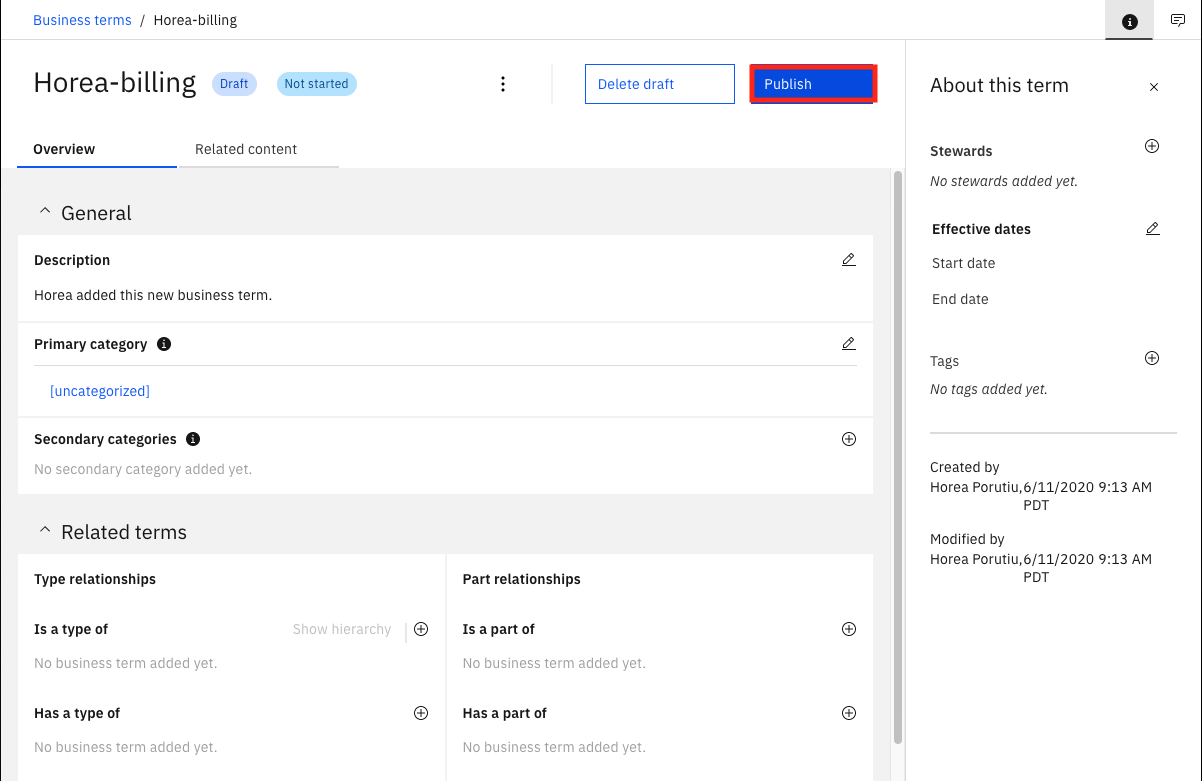 Business terms / Horea-billing
Horea-billing
Draft
Not started
Delete draft
Publish
Overview
Related content
General
Description
Horea added this new business term.
Primary category
[uncategorized]
Secondary categories
No secondary category added yet.
Related terms
Type relationships
Is a type of
Show hierarchy
No business term added yet.
Has a type of
No business term added yet.
Part relationships
Is a part of
No business term added yet.
Has a part of
No business term added yet.
About this term
Stewards
No stewards added yet.
Effective dates
Start date
End date
Tags
No tags added yet.
Created by
Horea Porutiu,6/11/2020 9:13 AM
PDT
Modified by
Horea Porutiu,6/11/2020 9:13 AM
PDT